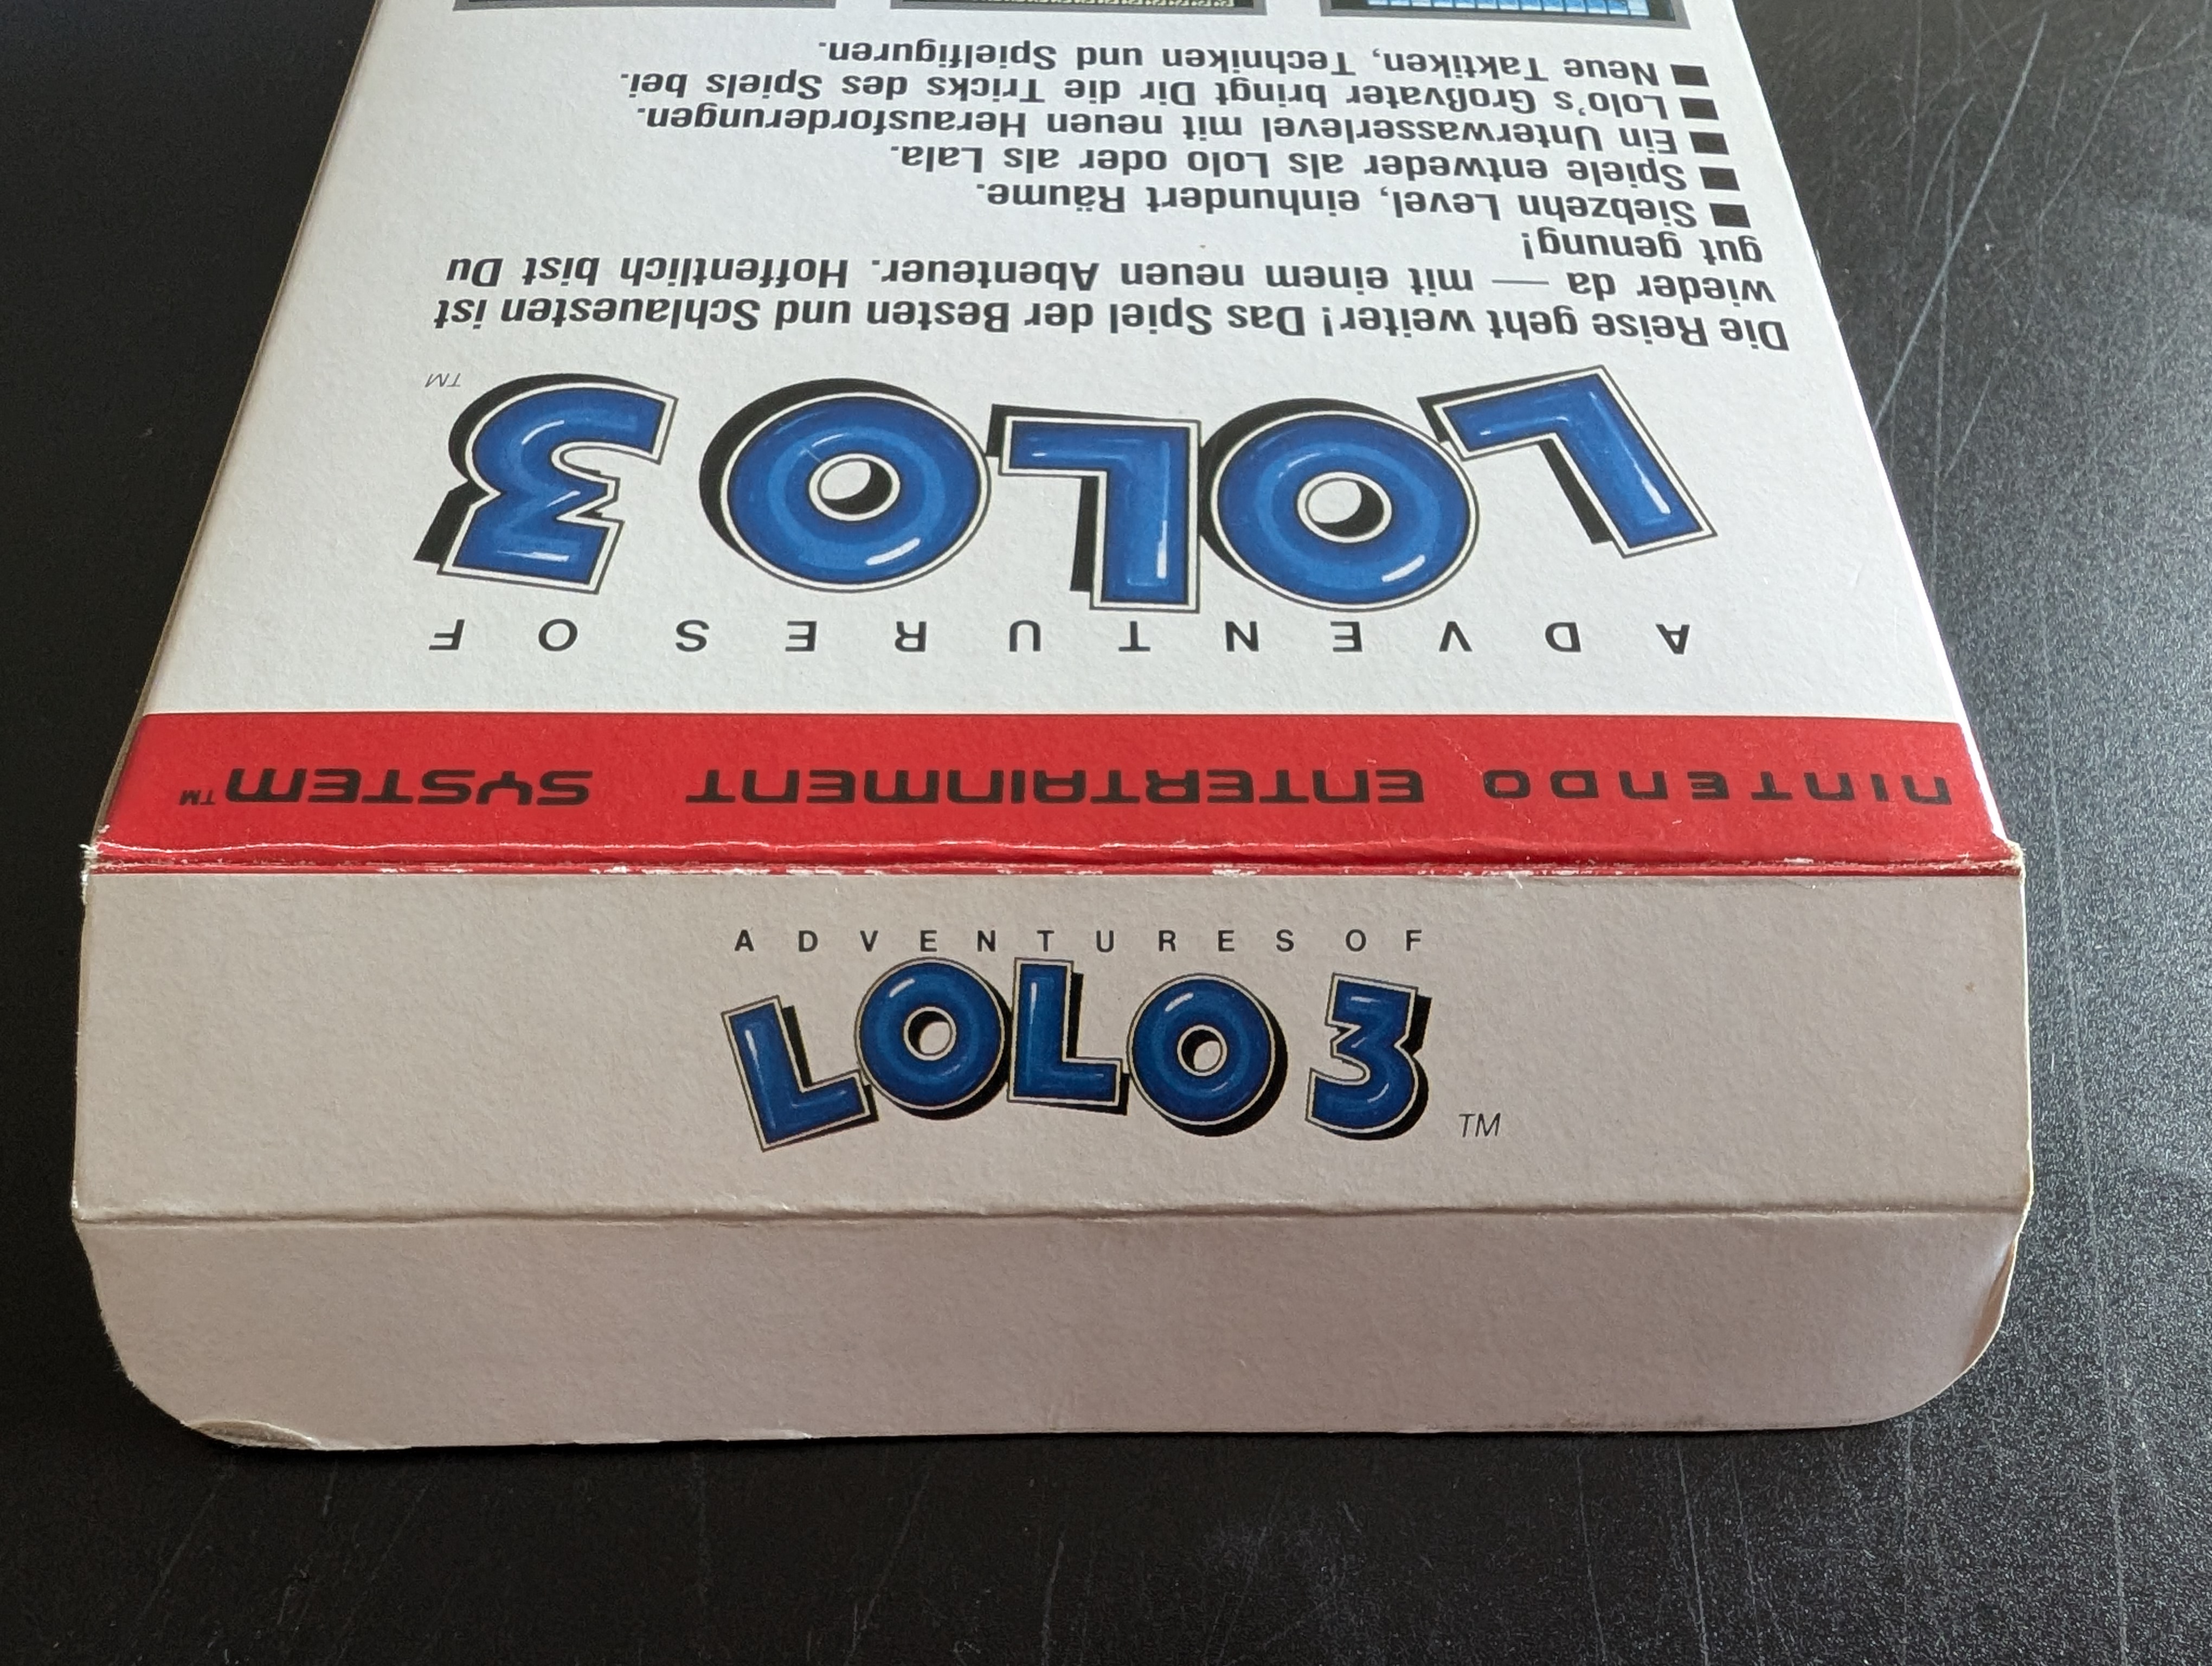 NINTENDO ENTERTAINMENT SYSTEM™
ADVENTURES OF
LOLO 3
TM
Die Reise geht weiter! Das Spiel der Besten und Schlauesten ist
wieder da — mit einem neuen Abenteuer. Hoffentlich bist Du
gut genung!
■ Siebzehn Level, einhundert Räume.
■ Spiele entweder als Lolo oder als Lala.
■ Ein Unterwasserlevel mit neuen Herausforderungen.
■ Lolo's Großvater bringt Dir die Tricks des Spiels bei.
■ Neue Taktiken, Techniken und Spielfiguren.
ADVENTURES OF
LOLO 3
TM